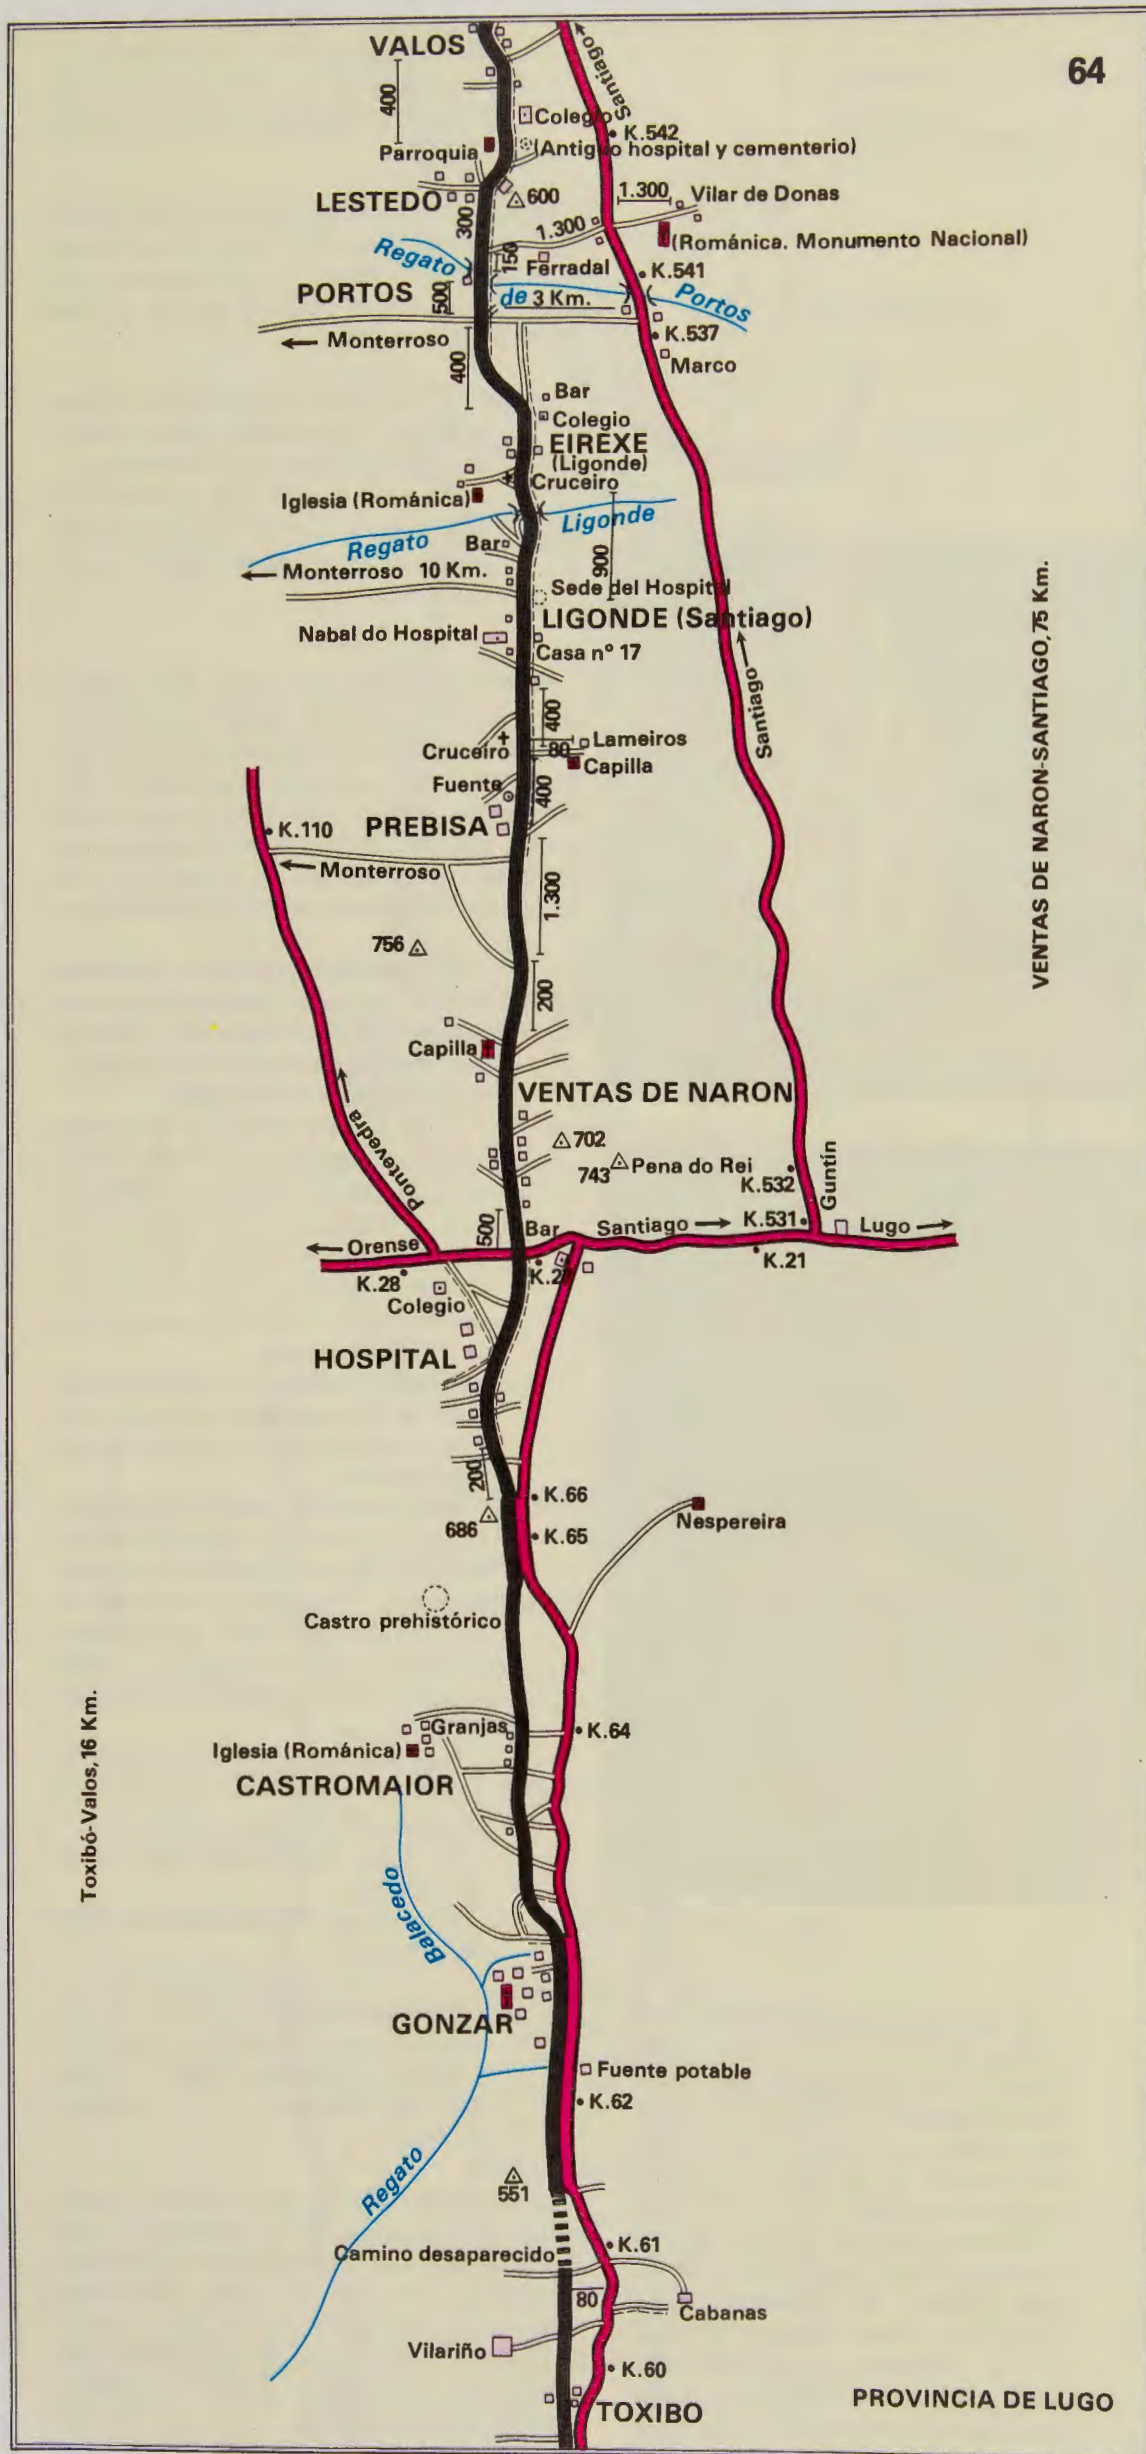 64
VALOS
Santiago
400
Colegio
K.542
Parroquia
(Antiguo hospital y cementerio)
LESTEDO
600
1.300
Vilar de Donas
300
1.300
(Románica. Monumento Nacional)
Regato
150
Ferradal
K.541
PORTOS
500
de 3 Km.
Portos
Monterroso
K.537
400
Marco
Bar
Colegio
EIREXE
(Ligonde)
Cruceiro
Iglesia (Románica)
Ligonde
Regato
Bar
900
Monterroso 10 Km.
Sede del Hospital
LIGONDE (Santiago)
Nabal do Hospital
Casa nº 17
Santiago
400
Cruceiro
80
Lameiros
Capilla
Fuente
400
K.110
PREBISA
Monterroso
1.300
756
200
Capilla
VENTAS DE NARON
702
743
Pena do Rei
K.532
Pontevedra
Guntín
500
Bar
Santiago
K.531
Lugo
Orense
K.28
K.27
K.21
Colegio
HOSPITAL
200
K.66
686
K.65
Nespereira
Castro prehistórico
Granjas
K.64
Iglesia (Románica)
CASTROMAIOR
Balacedo
GONZAR
Fuente potable
K.62
551
Regato
K.61
Camino desaparecido
80
Cabanas
Vilariño
K.60
TOXIBO
PROVINCIA DE LUGO
VENTAS DE NARON-SANTIAGO, 75 Km.
Toxibó-Valos, 16 Km.